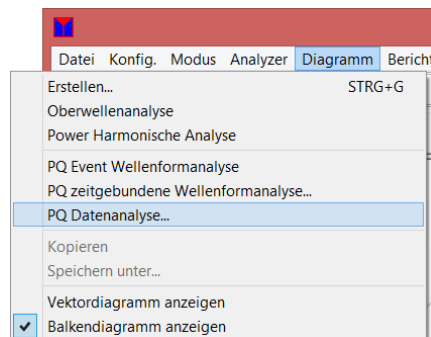 Datei Konfig. Modus Analyzer Diagramm Bericht
Erstellen... STRG+G
Oberwellenanalyse
Power Harmonische Analyse
PQ Event Wellenformanalyse
PQ zeitgebundene Wellenformanalyse...
PQ Datenanalyse...
Kopieren
Speichern unter...
Vektordiagramm anzeigen
Balkendiagramm anzeigen